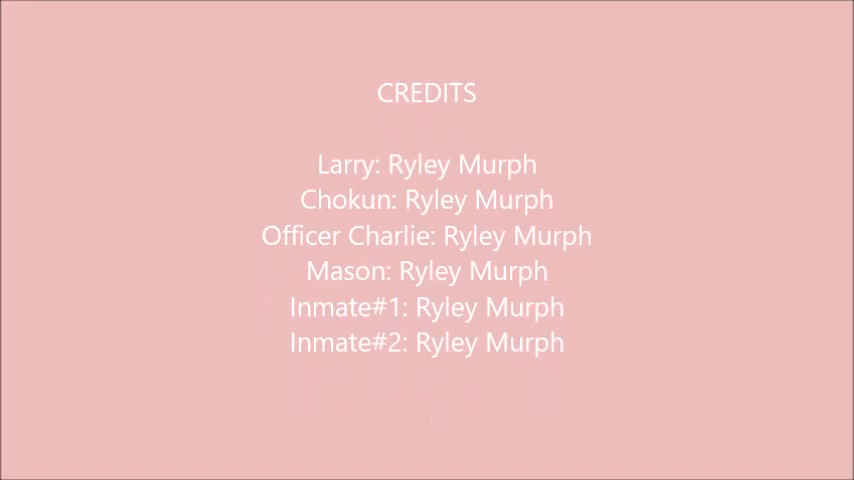 CREDITS
Larry: Ryley Murph
Chokun: Ryley Murph
Officer Charlie: Ryley Murph
Mason: Ryley Murph
Inmate#1: Ryley Murph
Inmate#2: Ryley Murph